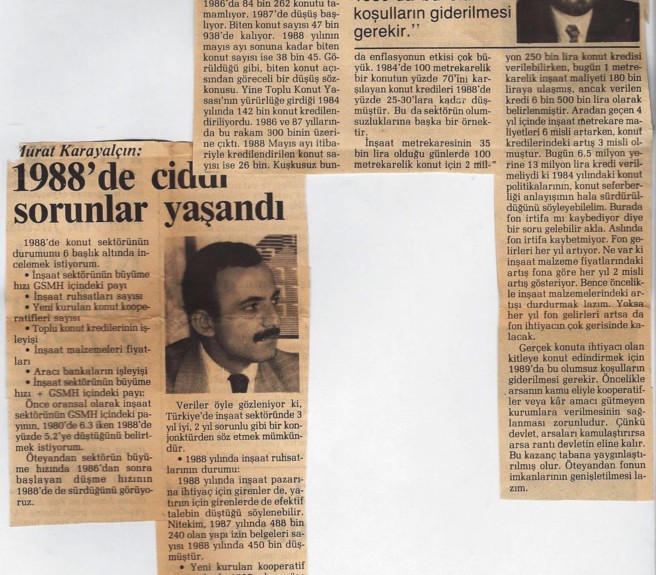 Murat Karayalçın:
1988'de ciddi
sorunlar yaşandı
1988'de konut sektörünün
durumunu 6 başlık altında in-
celemek istiyorum.
• İnşaat sektörünün büyüme
hızı GSMH içindeki payı
• İnşaat ruhsatları sayısı
• Yeni kurulan konut koope-
ratifleri sayısı
• Toplu konut kredilerinin iş-
leyişi
• İnşaat malzemeleri fiyat-
ları
• Aracı bankaların işleyişi
• İnşaat sektörünün büyüme
hızı + GSMH içindeki payı:
Önce oransal olarak inşaat
sektörünün GSMH içindeki pa-
yının, 1980'de 6.3 iken 1988'de
yüzde 5.2'ye düştüğünü belirt-
mek istiyorum.
Öteyandan sektörün büyü-
me hızında 1986'dan sonra
başlayan düşme hızının
1988'de de sürdüğünü görüyo-
ruz.
Veriler öyle gözleniyor ki,
Türkiye'de inşaat sektöründe 3
yıl iyi, 2 yıl sorunlu gibi bir kon-
jonktürden söz etmek mümkün-
dür.
• 1988 yılında inşaat ruhsat-
larının durumu:
1988 yılında inşaat pazarı-
na ihtiyaç için girenler de, ya-
tırım için girenlerde de efektif
talebin düştüğü söylenebilir.
Nitekim, 1987 yılında 488 bin
240 olan yapı izin belgeleri sa-
yısı 1988 yılında 450 bin düş-
müştür.
• Yeni kurulan kooperatif
1986'da 84 bin 262 konutu ta-
mamlıyor. 1987'de düşüş baş-
lıyor. Biten konut sayısı 47 bin
938'de kalıyor. 1988 yılının
mayıs ayı sonuna kadar biten
konut sayısı ise 38 bin 45. Gö-
rüldüğü gibi, biten konut açı-
sından göreceli bir düşüş söz-
konusu. Yine Toplu Konut Ya-
sası'nın yürürlüğe girdiği 1984
yılında 142 bin konut kredilen-
diriliyordu. 1986 ve 87 yılların-
da bu rakam 300 binin üzeri-
ne çıktı. 1988 Mayıs ayı itiba-
riyle kredilendirilen konut sa-
yısı ise 26 bin. Kuşkusuz bun-
koşulların giderilmesi
gerekir."
da enflasyonun etkisi çok bü-
yük. 1984'de 100 metrekarelik
bir konutun yüzde 70'ini kar-
şılayan konut kredileri 1988'de
yüzde 25-30'lara kadar düş-
müştür. Bu da sektörün olum-
suzluklarına başka bir örnek-
tir.
İnşaat metrekaresinin 35
bin lira olduğu günlerde 100
metrekarelik konut için 2 mil-
yon 250 bin lira konut kredisi
verilebilirken, bugün 1 metre-
karelik inşaat maliyeti 180 bin
liraya ulaşmış, ancak verilen
kredi 6 bin 500 bin lira olarak
belirlenmiştir. Aradan geçen 4
yıl içinde inşaat metrekare ma-
liyetleri 6 misli artarken, konut
kredilerindeki artış 3 misli ol-
muştur. Bugün 6.5 milyon yeri-
ne 13 milyon lira kredi veril-
meliydi ki 1984 yılındaki konut
politikalarının, konut seferber-
liği anlayışının hala sürdürül-
düğünü söyleyebilelim. Burada
fon irtifa mı kaybediyor diye
bir soru gelebilir akla. Aslında
fon irtifa kaybetmiyor. Fon ge-
lirleri her yıl artıyor. Ne var ki
inşaat malzeme fiyatlarındaki
artış fona göre her yıl 2 misli
artış gösteriyor. Bence öncelik-
le inşaat malzemelerindeki ar-
tışı durdurmak lazım. Yoksa
her yıl fon gelirleri artsa da
fon ihtiyacın çok gerisinde ka-
lacak.
Gerçek konuta ihtiyacı olan
kitleye konut edindirmek için
1989'da bu olumsuz koşulların
giderilmesi gerekir. Öncelikle
arsanın kamu eliyle kooperatif-
ler veya kâr amacı gütmeyen
kurumlara verilmesinin sağ-
lanması zorunludur. Çünkü
devlet, arsaları kamulaştırırsa
arsa rantı devletin eline kalır.
Bu kazanç tabana yaygınlaştı-
rılmış olur. Öteyandan fonun
imkanlarının genişletilmesi la-
zım.